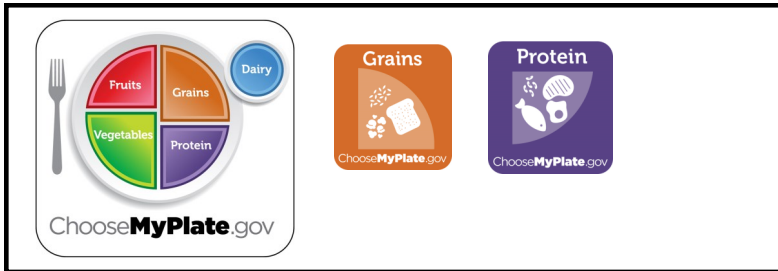 Fruits
Grains
Dairy
Vegetables
Protein
ChooseMyPlate.gov
Grains
ChooseMyPlate.gov
Protein
ChooseMyPlate.gov